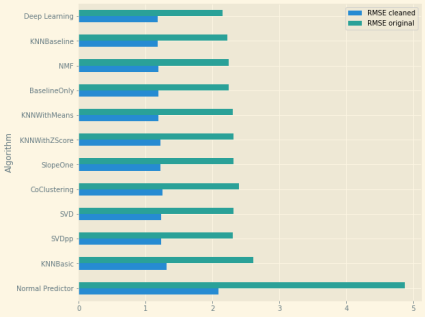 RMSE cleaned
RMSE original
Algorithm
Deep Learning
KNNBaseline
NMF
BaselineOnly
KNNWithMeans
KNNWithZScore
SlopeOne
CoClustering
SVD
SVDpp
KNNBasic
Normal Predictor
0 1 2 3 4 5